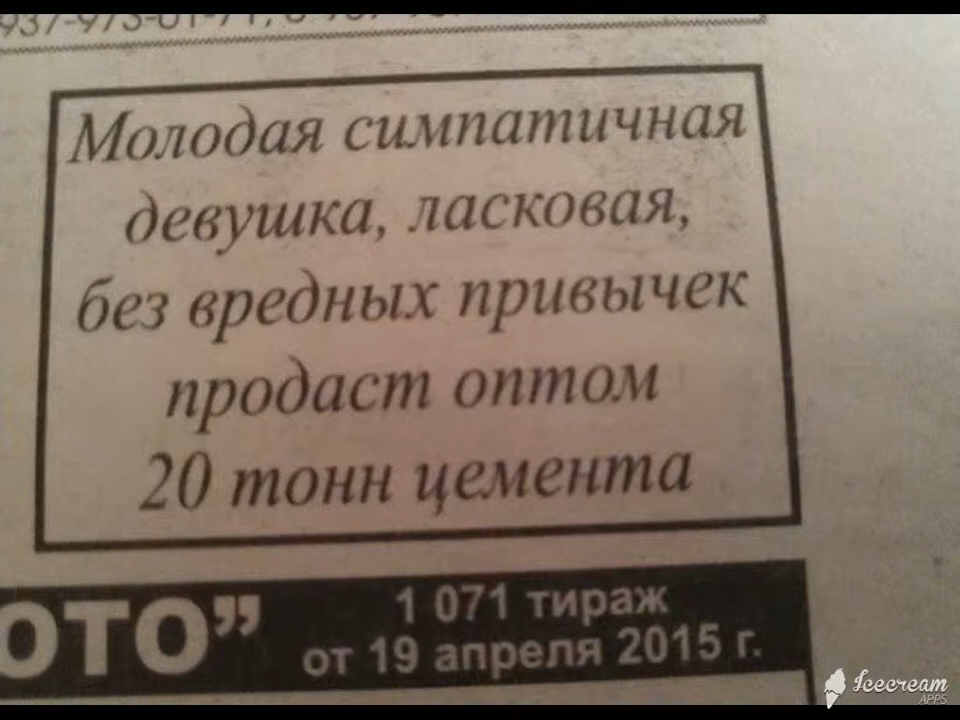 Молодая симпатичная
девушка, ласковая,
без вредных привычек
продаст оптом
20 тонн цемента
ОТО”
1 071 тираж
от 19 апреля 2015 г.
Icecream
APPS